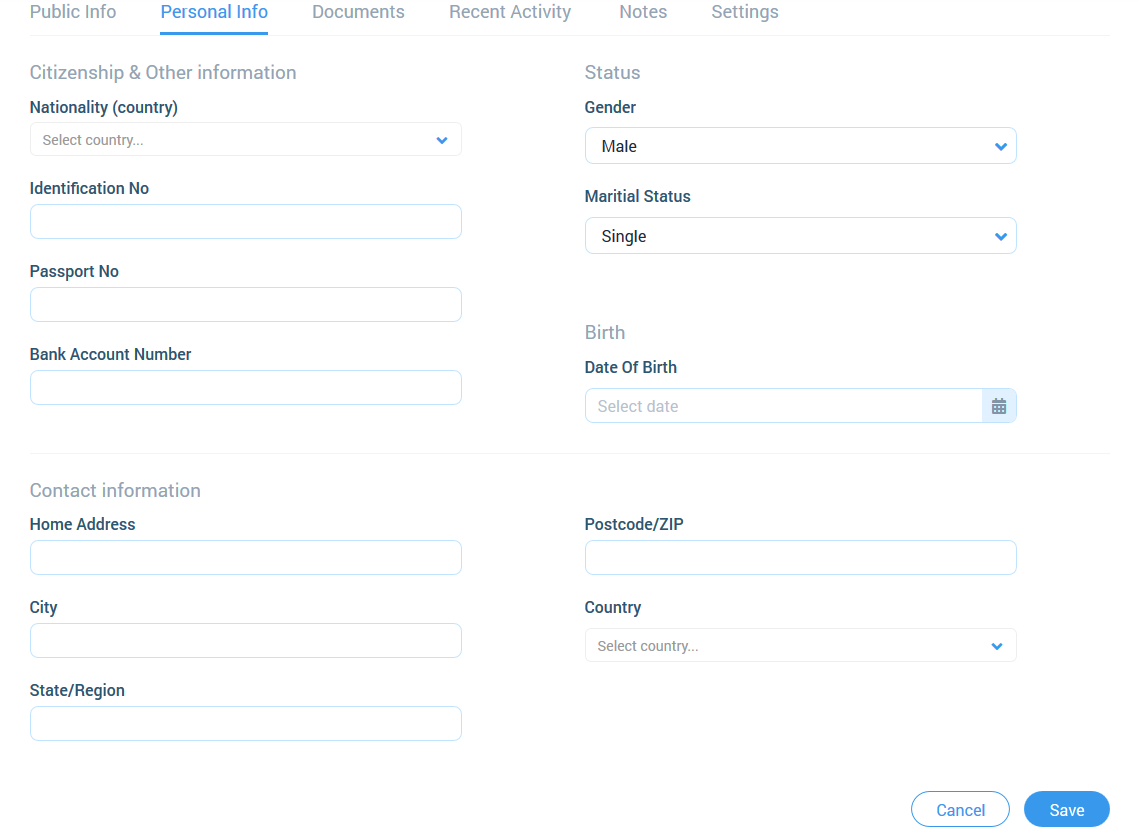 Public Info Personal Info Documents Recent Activity Notes Settings
Citizenship & Other information
Nationality (country)
Select country...
Identification No
Passport No
Bank Account Number
Status
Gender
Male
Maritial Status
Single
Birth
Date Of Birth
Select date
Contact information
Home Address
City
State/Region
Postcode/ZIP
Country
Select country...
Cancel Save